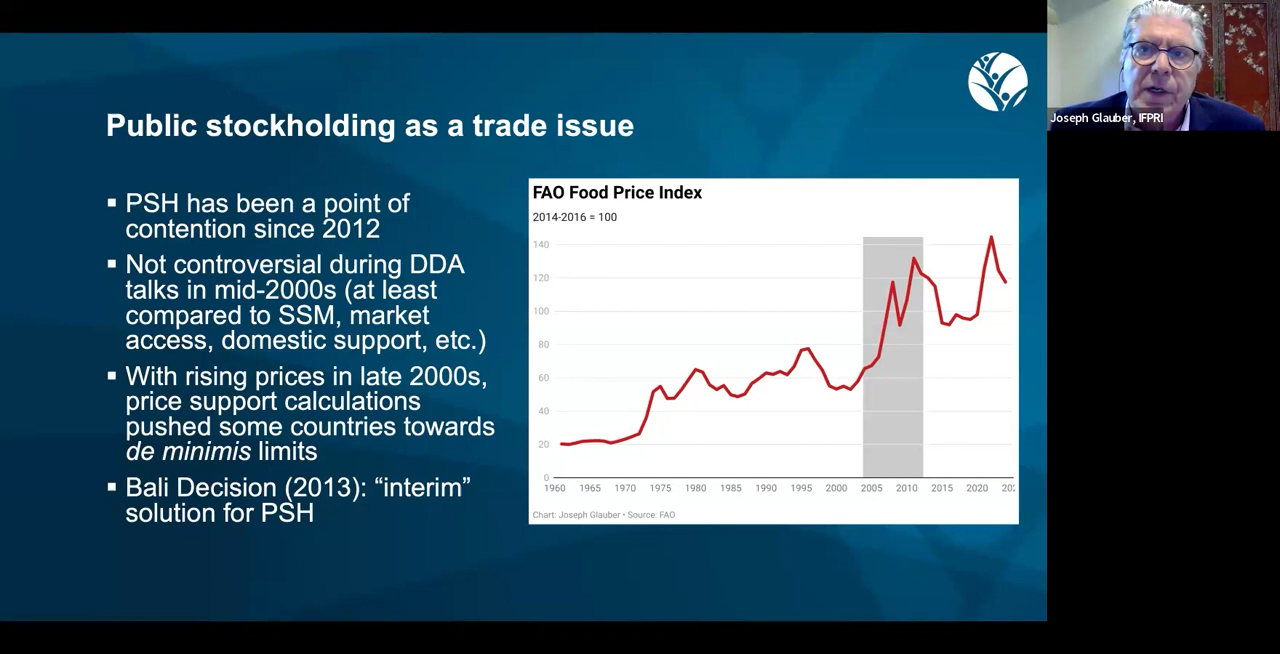 Public stockholding as a trade issue
▪ PSH has been a point of
contention since 2012
▪ Not controversial during DDA
talks in mid-2000s (at least
compared to SSM, market
access, domestic support, etc.)
▪ With rising prices in late 2000s,
price support calculations
pushed some countries towards
de minimis limits
▪ Bali Decision (2013): “interim”
solution for PSH
FAO Food Price Index
2014-2016 = 100
140
120
100
80
60
40
20
0
1960 1965 1970 1975 1980 1985 1990 1995 2000 2005 2010 2015 2020
Chart: Joseph Glauber • Source: FAO
Joseph Glauber, IFPRI